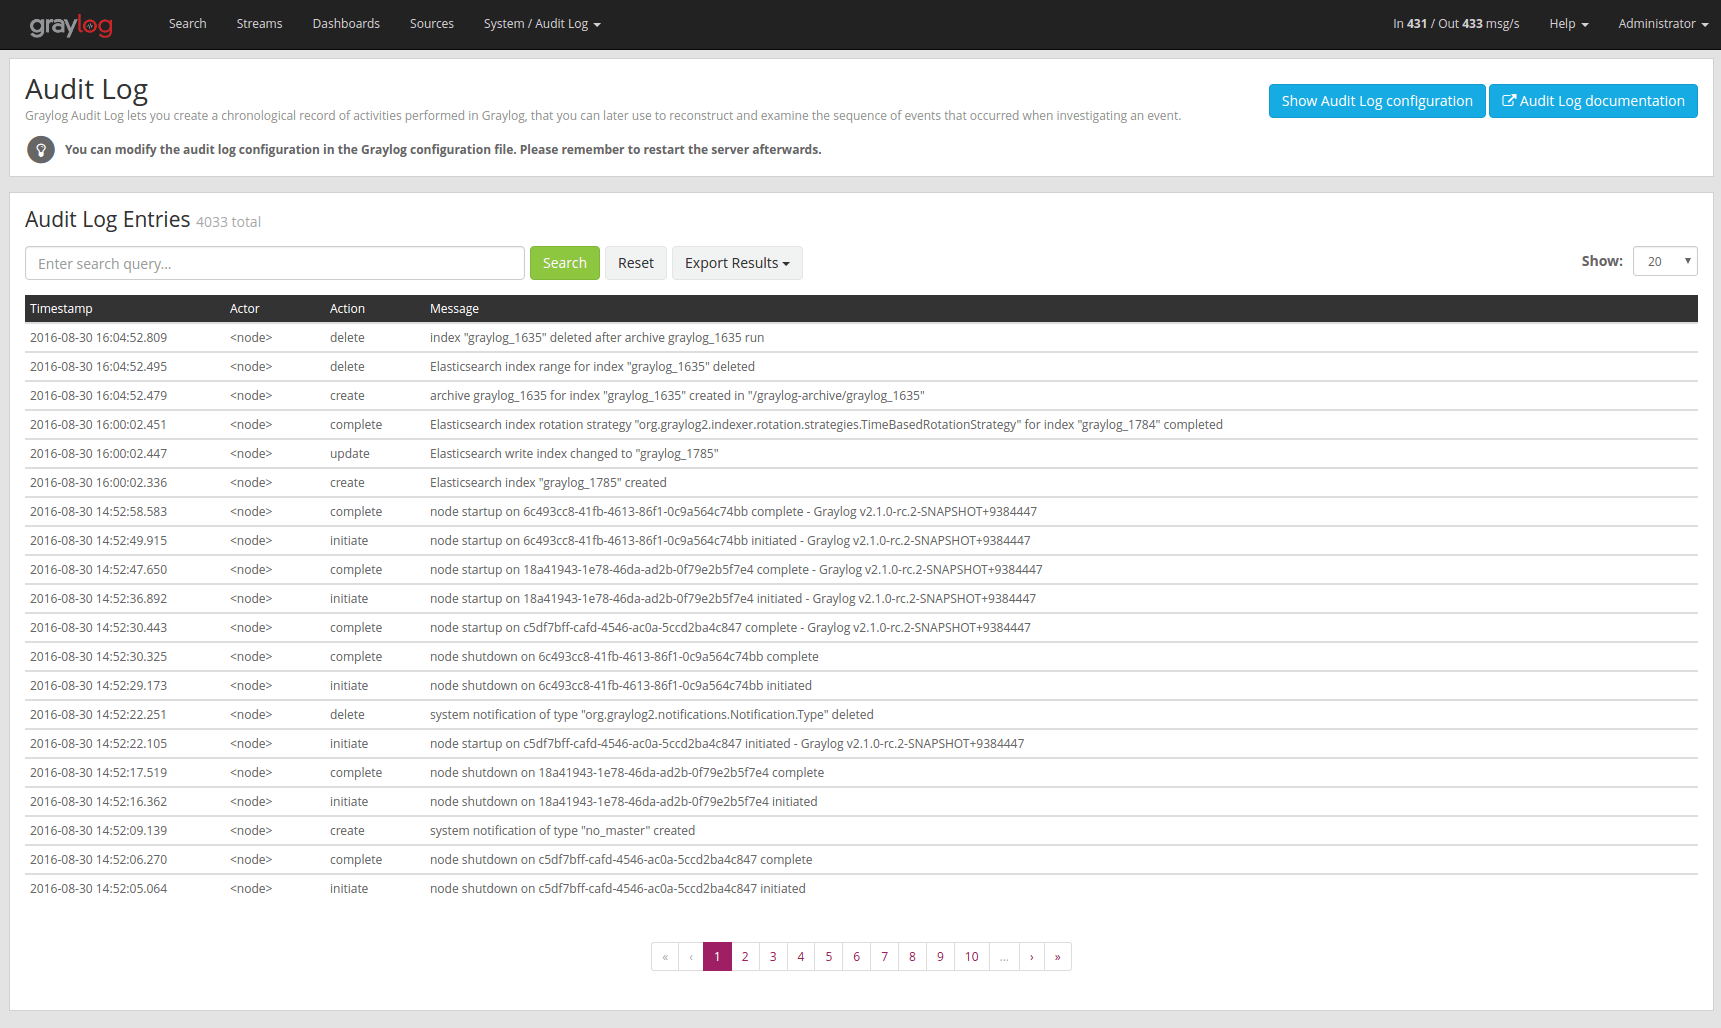 graylog Search Streams Dashboards Sources System / Audit Log In 431 / Out 433 msg/s Help Administrator
Audit Log
Graylog Audit Log lets you create a chronological record of activities performed in Graylog, that you can later use to reconstruct and examine the sequence of events that occurred when investigating an event.
Show Audit Log configuration Audit Log documentation
You can modify the audit log configuration in the Graylog configuration file. Please remember to restart the server afterwards.
Audit Log Entries 4033 total
Enter search query... Search Reset Export Results Show: 20
Timestamp Actor Action Message
2016-08-30 16:04:52.809 <node> delete index "graylog_1635" deleted after archive graylog_1635 run
2016-08-30 16:04:52.495 <node> delete Elasticsearch index range for index "graylog_1635" deleted
2016-08-30 16:04:52.479 <node> create archive graylog_1635 for index "graylog_1635" created in "/graylog-archive/graylog_1635"
2016-08-30 16:00:02.451 <node> complete Elasticsearch index rotation strategy "org.graylog2.indexer.rotation.strategies.TimeBasedRotationStrategy" for index "graylog_1784" completed
2016-08-30 16:00:02.447 <node> update Elasticsearch write index changed to "graylog_1785"
2016-08-30 16:00:02.336 <node> create Elasticsearch index "graylog_1785" created
2016-08-30 14:52:58.583 <node> complete node startup on 6c493cc8-41fb-4613-86f1-0c9a564c74bb complete - Graylog v2.1.0-rc.2-SNAPSHOT+9384447
2016-08-30 14:52:49.915 <node> initiate node startup on 6c493cc8-41fb-4613-86f1-0c9a564c74bb initiated - Graylog v2.1.0-rc.2-SNAPSHOT+9384447
2016-08-30 14:52:47.650 <node> complete node startup on 18a41943-1e78-46da-ad2b-0f79e2b5f7e4 complete - Graylog v2.1.0-rc.2-SNAPSHOT+9384447
2016-08-30 14:52:36.892 <node> initiate node startup on 18a41943-1e78-46da-ad2b-0f79e2b5f7e4 initiated - Graylog v2.1.0-rc.2-SNAPSHOT+9384447
2016-08-30 14:52:30.443 <node> complete node startup on c5df7bff-cafd-4546-ac0a-5ccd2ba4c847 complete - Graylog v2.1.0-rc.2-SNAPSHOT+9384447
2016-08-30 14:52:30.325 <node> complete node shutdown on 6c493cc8-41fb-4613-86f1-0c9a564c74bb complete
2016-08-30 14:52:29.173 <node> initiate node shutdown on 6c493cc8-41fb-4613-86f1-0c9a564c74bb initiated
2016-08-30 14:52:22.251 <node> delete system notification of type "org.graylog2.notifications.Notification.Type" deleted
2016-08-30 14:52:22.105 <node> initiate node startup on c5df7bff-cafd-4546-ac0a-5ccd2ba4c847 initiated - Graylog v2.1.0-rc.2-SNAPSHOT+9384447
2016-08-30 14:52:17.519 <node> complete node shutdown on 18a41943-1e78-46da-ad2b-0f79e2b5f7e4 complete
2016-08-30 14:52:16.362 <node> initiate node shutdown on 18a41943-1e78-46da-ad2b-0f79e2b5f7e4 initiated
2016-08-30 14:52:09.139 <node> create system notification of type "no_master" created
2016-08-30 14:52:06.270 <node> complete node shutdown on c5df7bff-cafd-4546-ac0a-5ccd2ba4c847 complete
2016-08-30 14:52:05.064 <node> initiate node shutdown on c5df7bff-cafd-4546-ac0a-5ccd2ba4c847 initiated
« ‹ 1 2 3 4 5 6 7 8 9 10 ... › »